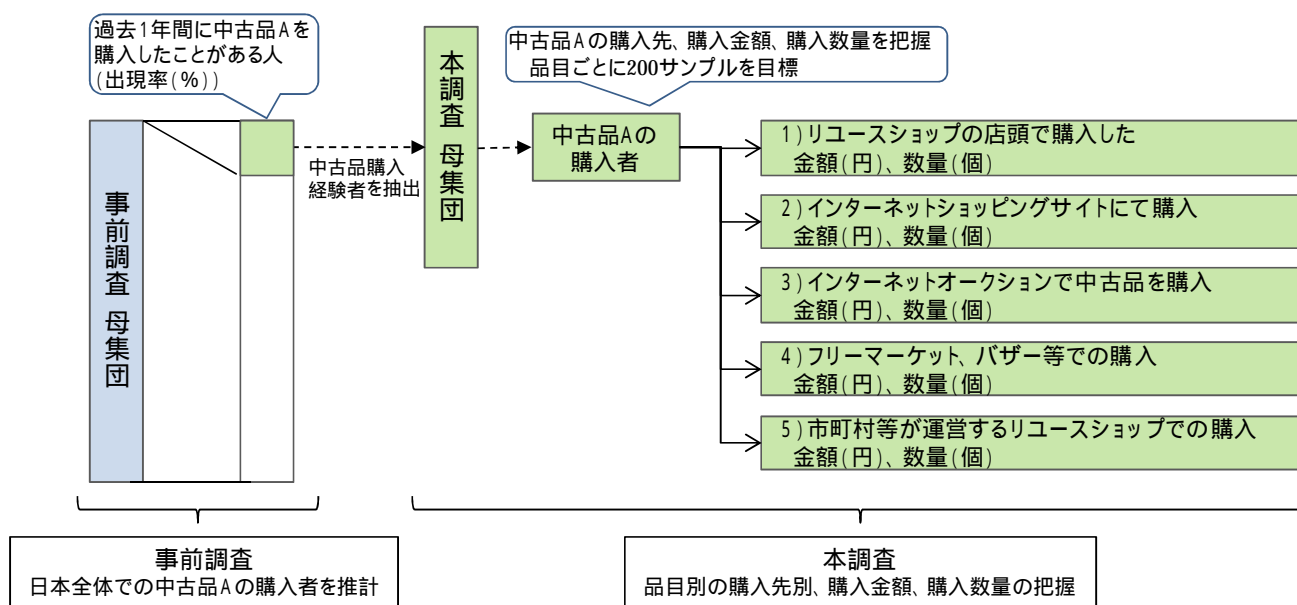 過去1年間に中古品Aを
購入したことがある人
(出現率(%))
事前調査 母集団
中古品購入
経験者を抽出
本調査 母集団
中古品Aの購入先、購入金額、購入数量を把握
品目ごとに200サンプルを目標
中古品Aの
購入者
1)リユースショップの店頭で購入した
金額(円)、数量(個)
2)インターネットショッピングサイトにて購入
金額(円)、数量(個)
3)インターネットオークションで中古品を購入
金額(円)、数量(個)
4)フリーマーケット、バザー等での購入
金額(円)、数量(個)
5)市町村等が運営するリユースショップでの購入
金額(円)、数量(個)
事前調査
日本全体での中古品Aの購入者を推計
本調査
品目別の購入先別、購入金額、購入数量の把握